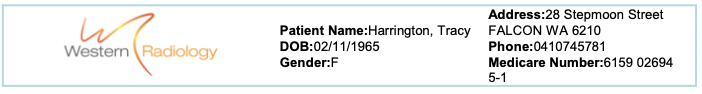 Western Radiology
Patient Name:Harrington, Tracy
DOB:02/11/1965
Gender:F
Address:28 Stepmoon Street
FALCON WA 6210
Phone:0410745781
Medicare Number:6159 02694
5-1